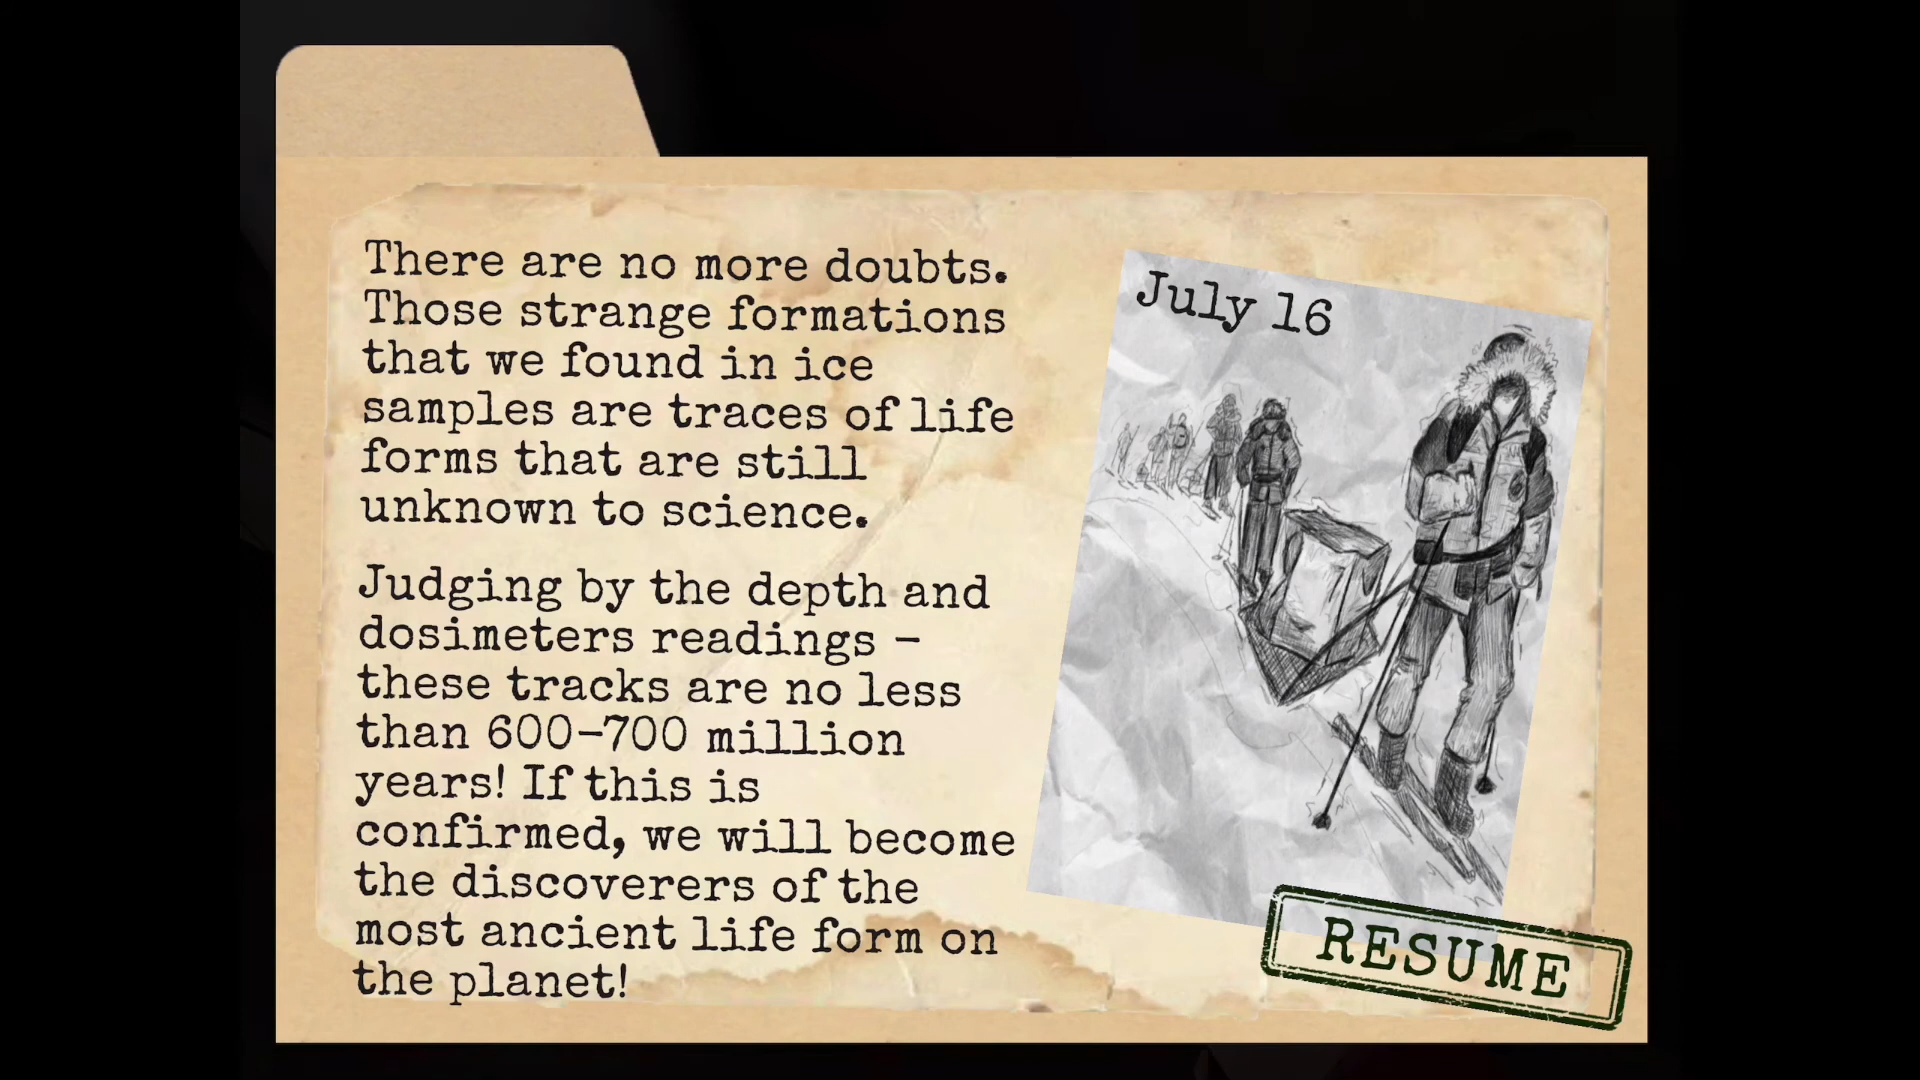 There are no more doubts.
Those strange formations
that we found in ice
samples are traces of life
forms that are still
unknown to science.
Judging by the depth and
dosimeters readings –
these tracks are no less
than 600-700 million
years! If this is
confirmed, we will become
the discoverers of the
most ancient life form on
the planet!
July 16
RESUME